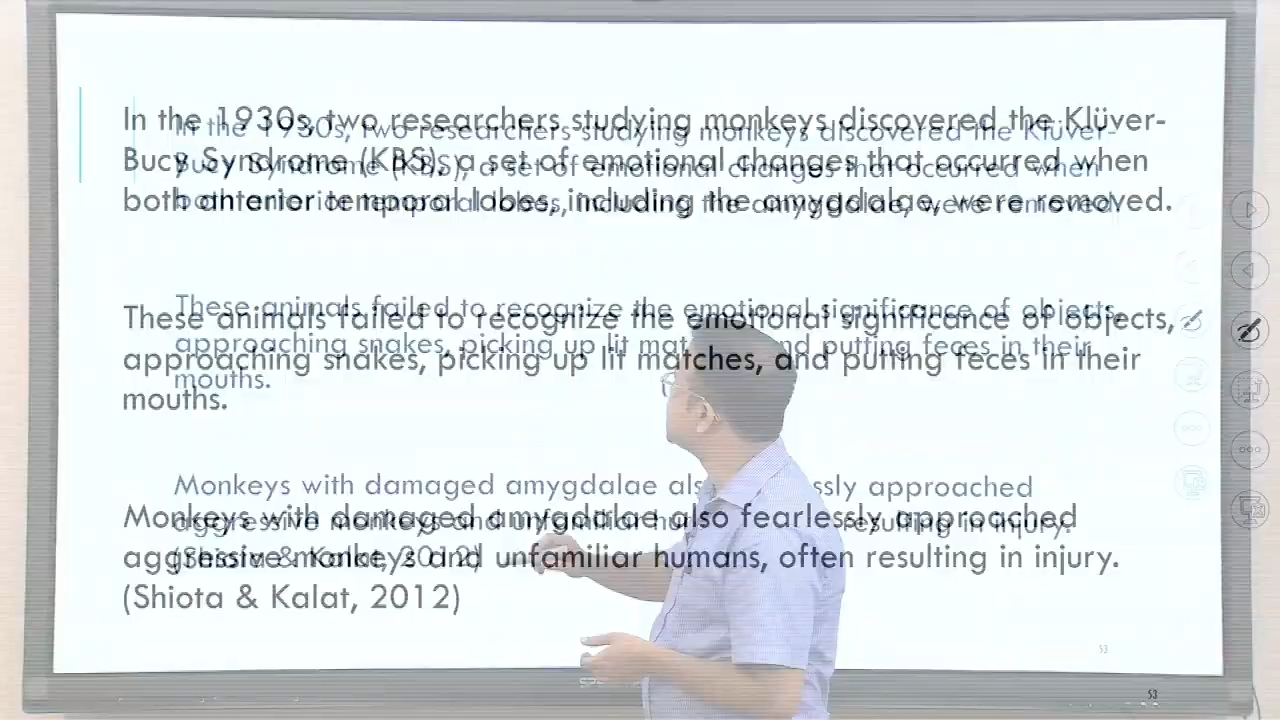 In the 1930s, two researchers studying monkeys discovered the Klüver-
Bucy Syndrome (KBS), a set of emotional changes that occurred when
both anterior temporal lobes, including the amygdalae, were removed.
These animals failed to recognize the emotional significance of objects,
approaching snakes, picking up lit matches, and putting feces in their
mouths.
Monkeys with damaged amygdalae also fearlessly approached
aggressive monkeys and unfamiliar humans, often resulting in injury.
(Shiota & Kalat, 2012)
53
53